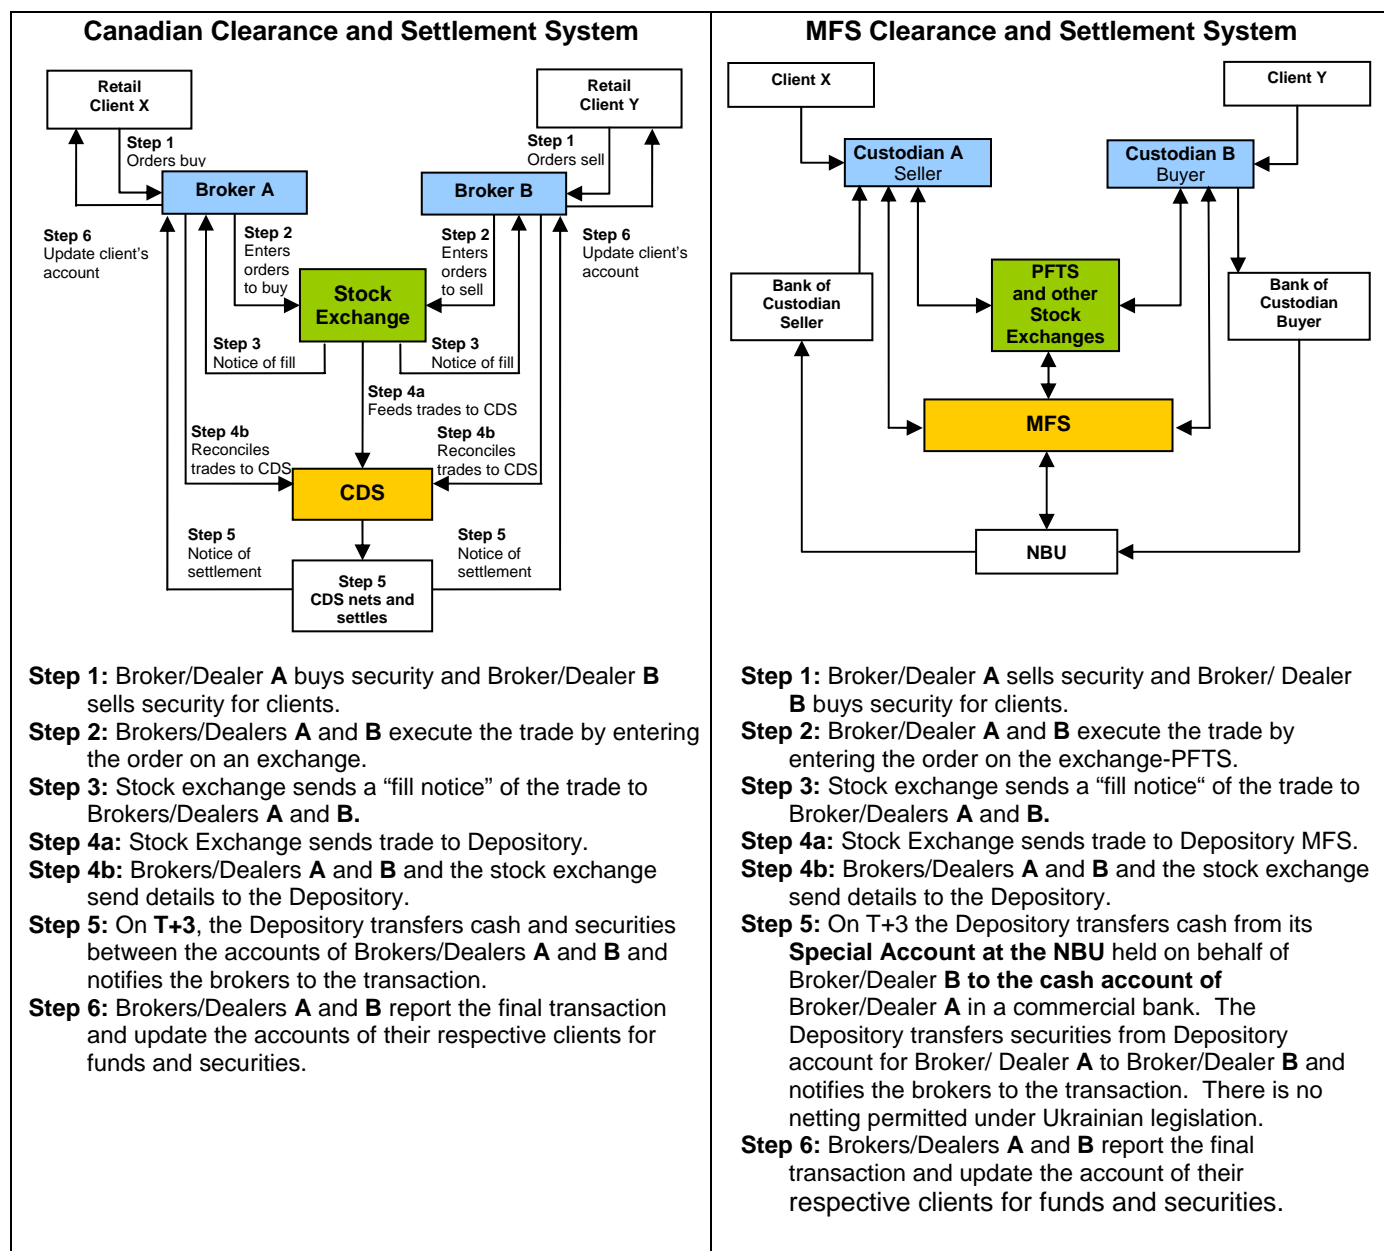 Canadian Clearance and Settlement System
Retail
Client X
Retail
Client Y
Step 1
Orders buy
Step 1
Orders sell
Broker A
Broker B
Step 6
Update client's
account
Step 2
Enters
orders
to buy
Step 2
Enters
orders
to sell
Step 6
Update client's
account
Stock
Exchange
Step 3
Notice of fill
Step 3
Notice of fill
Step 4a
Feeds trades to CDS
Step 4b
Reconciles
trades to CDS
Step 4b
Reconciles
trades to CDS
CDS
Step 5
Notice of
settlement
Step 5
Notice of
settlement
Step 5
CDS nets and
settles
Step 1: Broker/Dealer A buys security and Broker/Dealer B
sells security for clients.
Step 2: Brokers/Dealers A and B execute the trade by entering
the order on an exchange.
Step 3: Stock exchange sends a “fill notice” of the trade to
Brokers/Dealers A and B.
Step 4a: Stock Exchange sends trade to Depository.
Step 4b: Brokers/Dealers A and B and the stock exchange
send details to the Depository.
Step 5: On T+3, the Depository transfers cash and securities
between the accounts of Brokers/Dealers A and B and
notifies the brokers to the transaction.
Step 6: Brokers/Dealers A and B report the final transaction
and update the accounts of their respective clients for
funds and securities.
MFS Clearance and Settlement System
Client X
Client Y
Custodian A
Seller
Custodian B
Buyer
Bank of
Custodian
Seller
PFTS
and other
Stock
Exchanges
Bank of
Custodian
Buyer
MFS
NBU
Step 1: Broker/Dealer A sells security and Broker/ Dealer
B buys security for clients.
Step 2: Broker/Dealer A and B execute the trade by
entering the order on the exchange-PFTS.
Step 3: Stock exchange sends a “fill notice“ of the trade to
Broker/Dealers A and B.
Step 4a: Stock Exchange sends trade to Depository MFS.
Step 4b: Brokers/Dealers A and B and the stock exchange
send details to the Depository.
Step 5: On T+3 the Depository transfers cash from its
Special Account at the NBU held on behalf of
Broker/Dealer B to the cash account of
Broker/Dealer A in a commercial bank. The
Depository transfers securities from Depository
account for Broker/ Dealer A to Broker/Dealer B and
notifies the brokers to the transaction. There is no
netting permitted under Ukrainian legislation.
Step 6: Brokers/Dealers A and B report the final
transaction and update the account of their
respective clients for funds and securities.